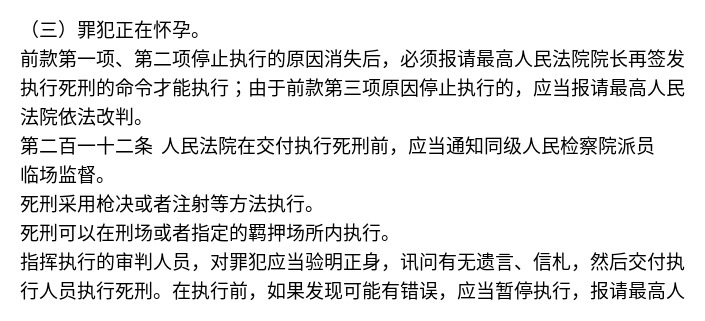 （三）罪犯正在怀孕。
前款第一项、第二项停止执行的原因消失后，必须报请最高人民法院院长再签发
执行死刑的命令才能执行；由于前款第三项原因停止执行的，应当报请最高人民
法院依法改判。
第二百一十二条 人民法院在交付执行死刑前，应当通知同级人民检察院派员
临场监督。
死刑采用枪决或者注射等方法执行。
死刑可以在刑场或者指定的羁押场所内执行。
指挥执行的审判人员，对罪犯应当验明正身，讯问有无遗言、信札，然后交付执
行人员执行死刑。在执行前，如果发现可能有错误，应当暂停执行，报请最高人